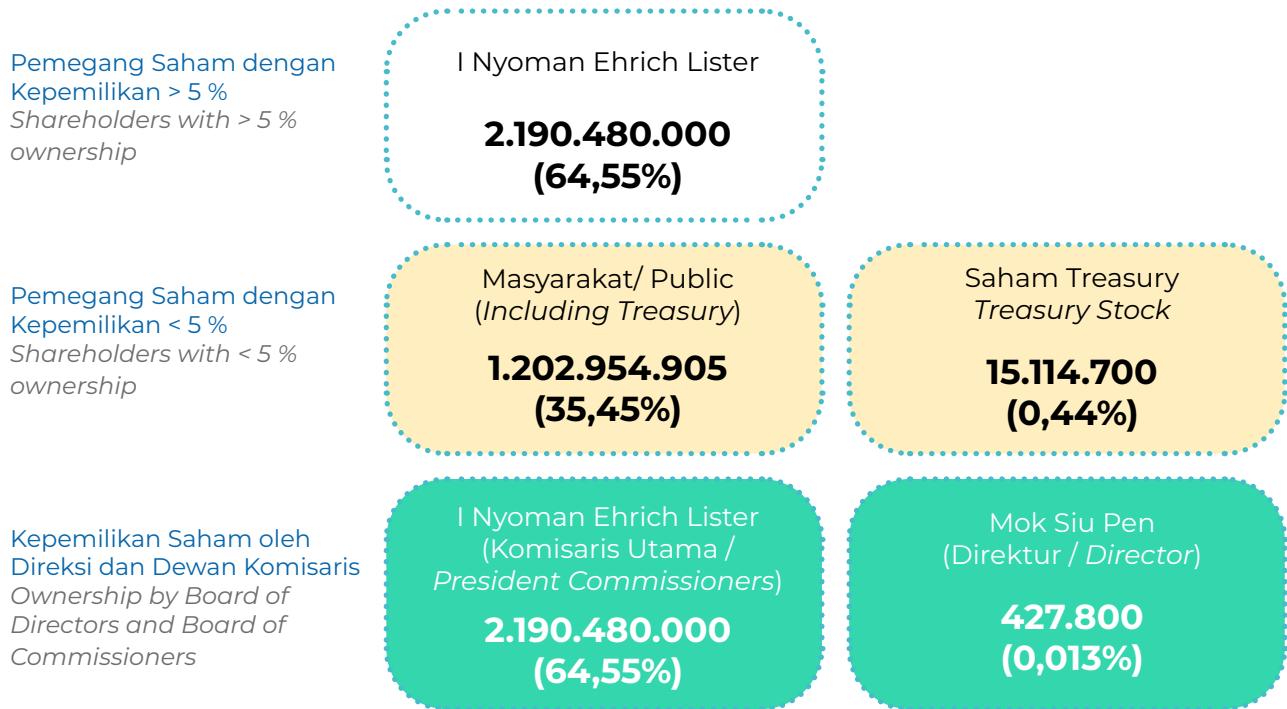 Pemegang Saham dengan
Kepemilikan > 5 %
Shareholders with > 5 %
ownership
I Nyoman Ehrich Lister
2.190.480.000
(64,55%)
Pemegang Saham dengan
Kepemilikan < 5 %
Shareholders with < 5 %
ownership
Masyarakat/ Public
(Including Treasury)
1.202.954.905
(35,45%)
Saham Treasury
Treasury Stock
15.114.700
(0,44%)
Kepemilikan Saham oleh
Direksi dan Dewan Komisaris
Ownership by Board of
Directors and Board of
Commissioners
I Nyoman Ehrich Lister
(Komisaris Utama /
President Commissioners)
2.190.480.000
(64,55%)
Mok Siu Pen
(Direktur / Director)
427.800
(0,013%)